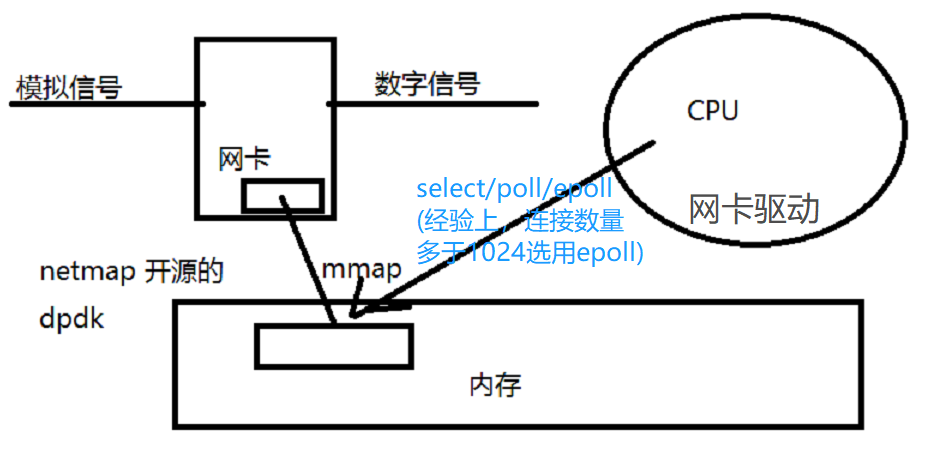 模拟信号
数字信号
CPU
网卡
select/poll/epoll
(经验上，连接数量
多于1024选用epoll)
网卡驱动
netmap 开源的
dpdk
mmap
内存